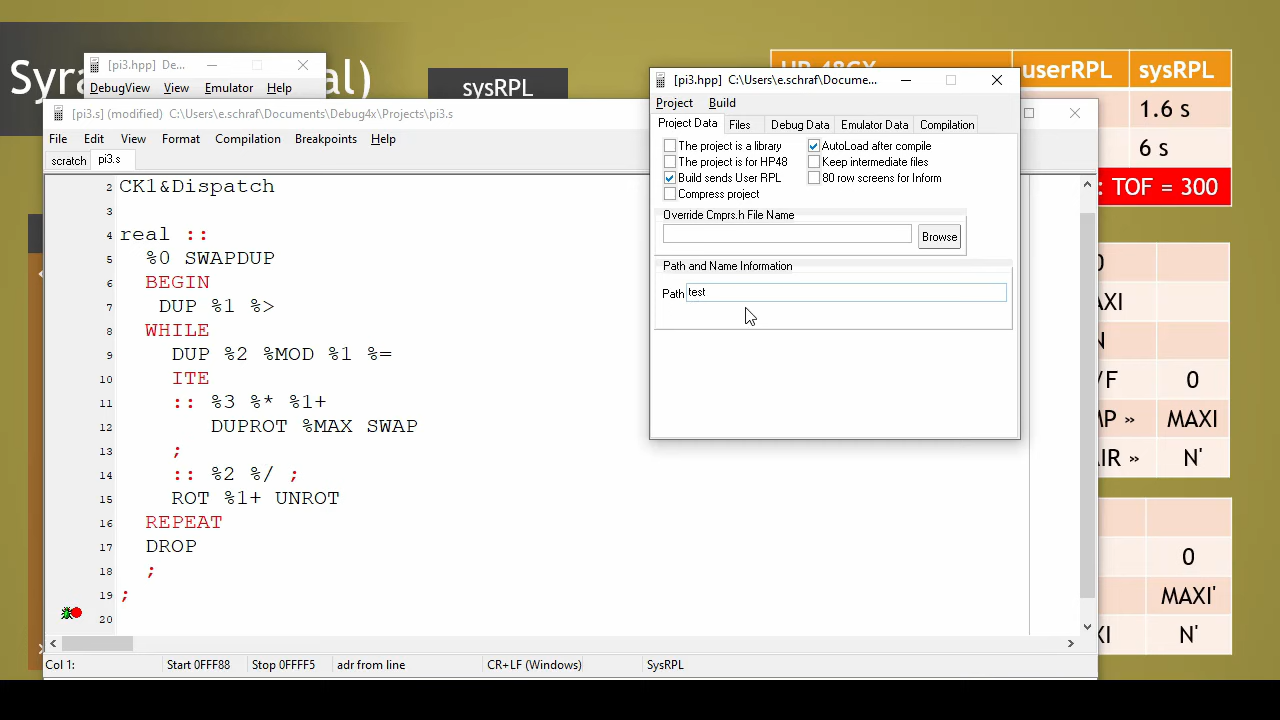 Syra
al)
sysRPL
userRPL
sysRPL
1.6 s
6 s
: TOF = 300
[pi3.hpp] De...
DebugView View Emulator Help
[pi3.s] (modified) C:\Users\e.schraf\Documents\Debug4x\Projects\pi3.s]
File Edit View Format Compilation Breakpoints Help
scratch pi3.s
2 CK1&Dispatch
3
4 real ::
5 %0 SWAPDUP
6 BEGIN
7 DUP %1 %>
8 WHILE
9 DUP %2 %MOD %1 %=
10 ITE
11 :: %3 %* %1+
12 DUPROT %MAX SWAP
13 ;
14 :: %2 %/ ;
15 ROT %1+ UNROT
16 REPEAT
17 DROP
18 ;
19 ;
20
Col 1: Start 0FFF88 Stop 0FFFF5 adr from line CR+LF (Windows) SysRPL
[pi3.hpp] C:\Users\e.schraf\Docume...
Project Build
Project Data Files Debug Data Emulator Data Compilation
The project is a library AutoLoad after compile
The project is for HP48 Keep intermediate files
Build sends User RPL 80 row screens for Inform
Compress project
Override Cmprs.h File Name
Browse
Path and Name Information
Path test
0
AXI
N
/F 0
MP » MAXI
AIR » N'
0
MAXI'
XI N'